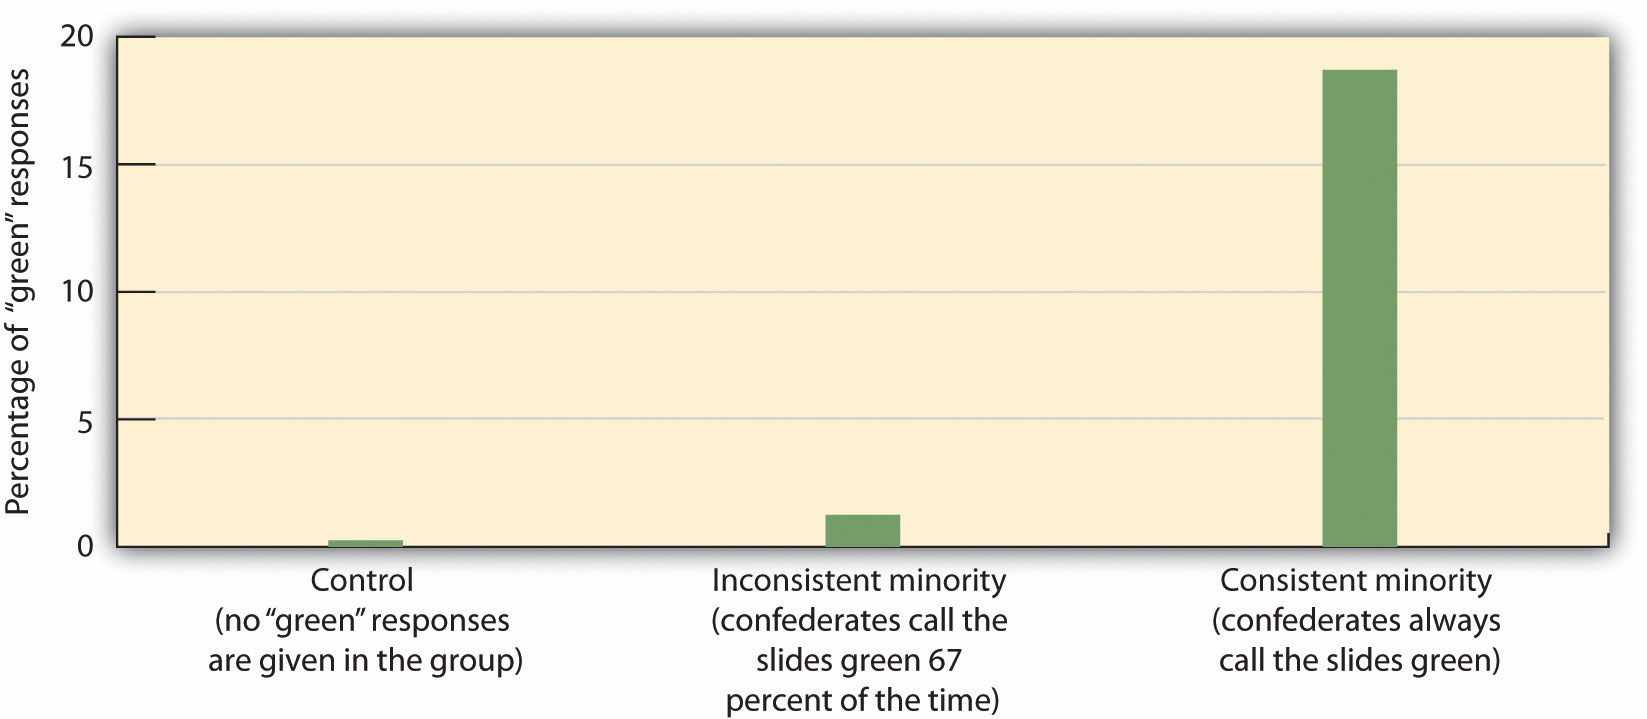 Percentage of “green” responses
20
15
10
5
0
Control
(no “green” responses
are given in the group)
Inconsistent minority
(confederates call the
slides green 67
percent of the time)
Consistent minority
(confederates always
call the slides green)